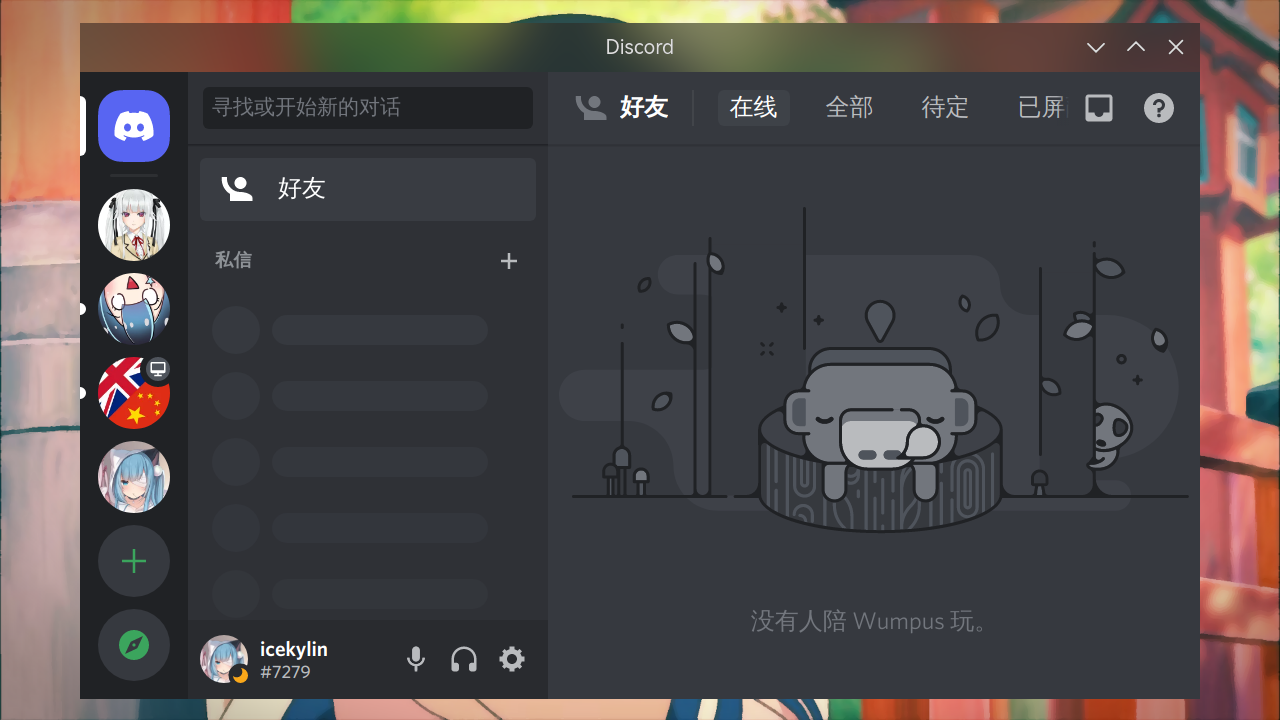 Discord
寻找或开始新的对话
好友
在线
全部
待定
已屏
好友
私信
没有人陪 Wumpus 玩。
icekylin
#7279